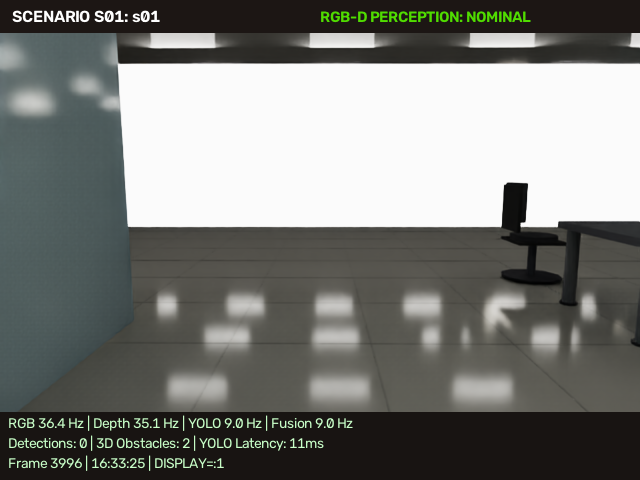 SCENARIO S01: s01
RGB-D PERCEPTION: NOMINAL
RGB 36.4 Hz | Depth 35.1 Hz | YOLO 9.0 Hz | Fusion 9.0 Hz
Detections: 0 | 3D Obstacles: 2 | YOLO Latency: 11ms
Frame 3996 | 16:33:25 | DISPLAY=:1